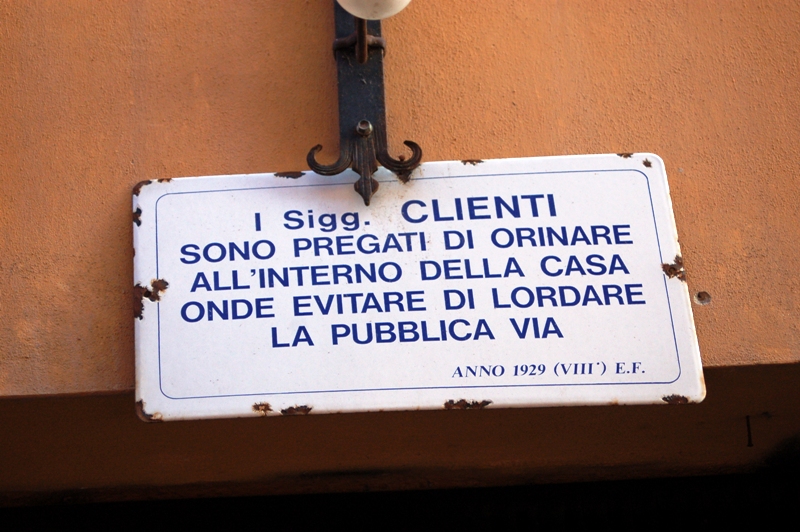 I Sigg. CLIENTI
SONO PREGATI DI ORINARE
ALL'INTERNO DELLA CASA
ONDE EVITARE DI LORDARE
LA PUBBLICA VIA
ANNO 1929 (VIII°) E.F.